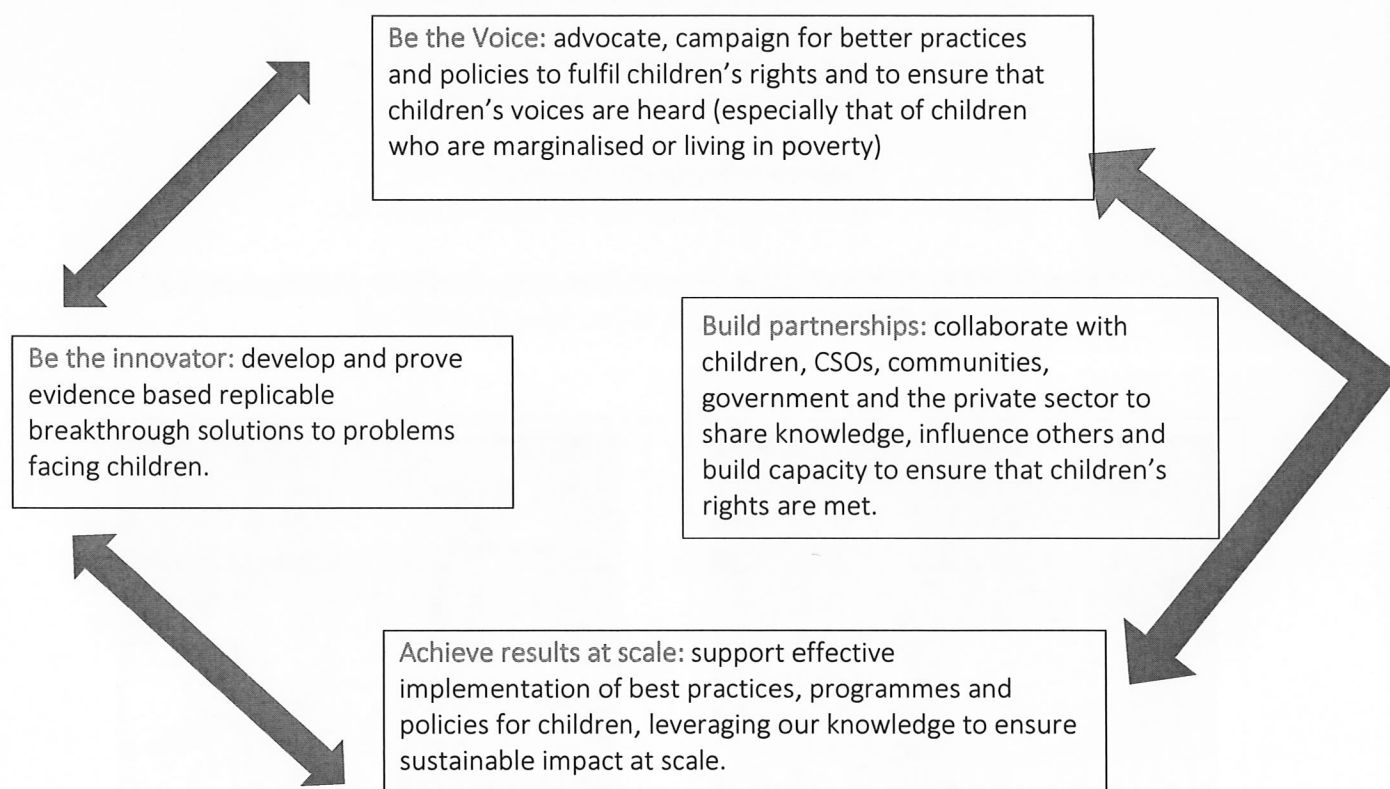 Be the Voice: advocate, campaign for better practices
and policies to fulfil children's rights and to ensure that
children's voices are heard (especially that of children
who are marginalised or living in poverty)
Be the innovator: develop and prove
evidence based replicable
breakthrough solutions to problems
facing children.
Build partnerships: collaborate with
children, CSOs, communities,
government and the private sector to
share knowledge, influence others and
build capacity to ensure that children's
rights are met.
Achieve results at scale: support effective
implementation of best practices, programmes and
policies for children, leveraging our knowledge to ensure
sustainable impact at scale.